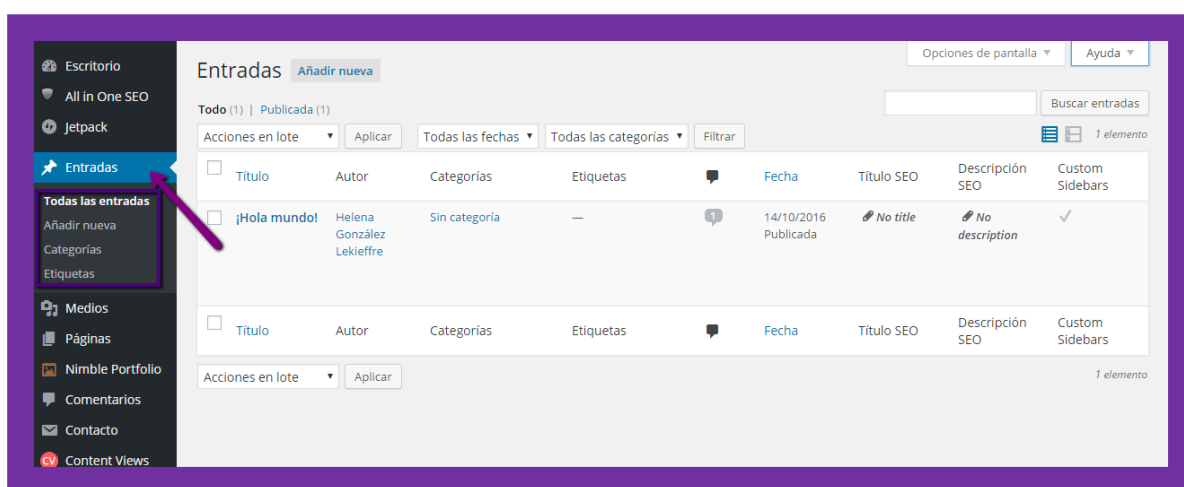 Escritorio
All in One SEO
Jetpack
Entradas
Todas las entradas
Añadir nueva
Categorías
Etiquetas
Medios
Páginas
Nimble Portfolio
Comentarios
Contacto
CV Content Views
Opciones de pantalla Ayuda
Entradas Añadir nueva
Todo (1) | Publicada (1)
Buscar entradas
Acciones en lote Aplicar Todas las fechas Todas las categorías Filtrar 1 elemento
Título Autor Categorías Etiquetas Fecha Título SEO Descripción SEO Custom Sidebars
¡Hola mundo! Helena González Lekieffre Sin categoría — 1 14/10/2016 Publicada No title No description
Título Autor Categorías Etiquetas Fecha Título SEO Descripción SEO Custom Sidebars
Acciones en lote Aplicar 1 elemento